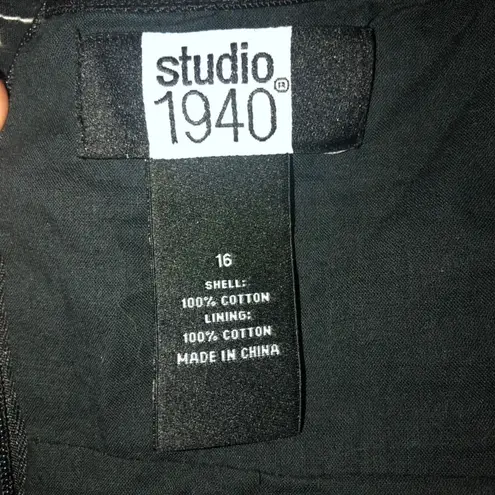 studio®
1940
16
SHELL:
100% COTTON
LINING:
100% COTTON
MADE IN CHINA